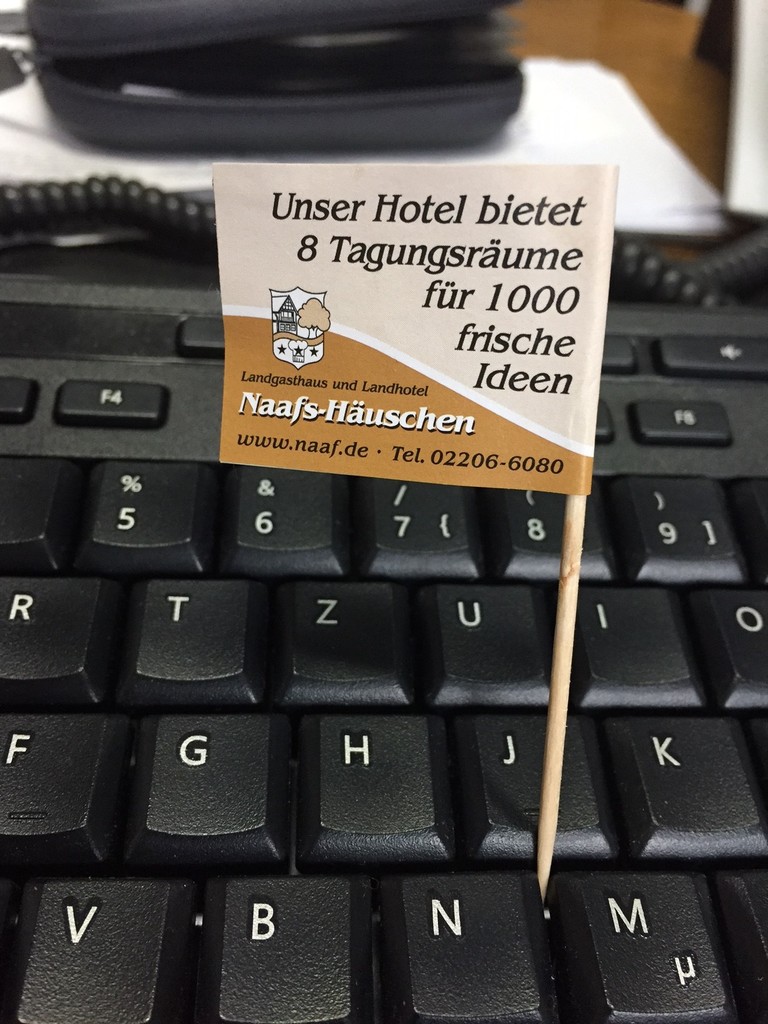 Unser Hotel bietet
8 Tagungsräume
für 1000
frische
Ideen
Landgasthaus und Landhotel
Naafs-Häuschen
www.naaf.de · Tel. 02206-6080
F4 F8
% & / ( )
5 6 7 { 8 9 ]
R T Z U I O
F G H J K
V B N M
µ